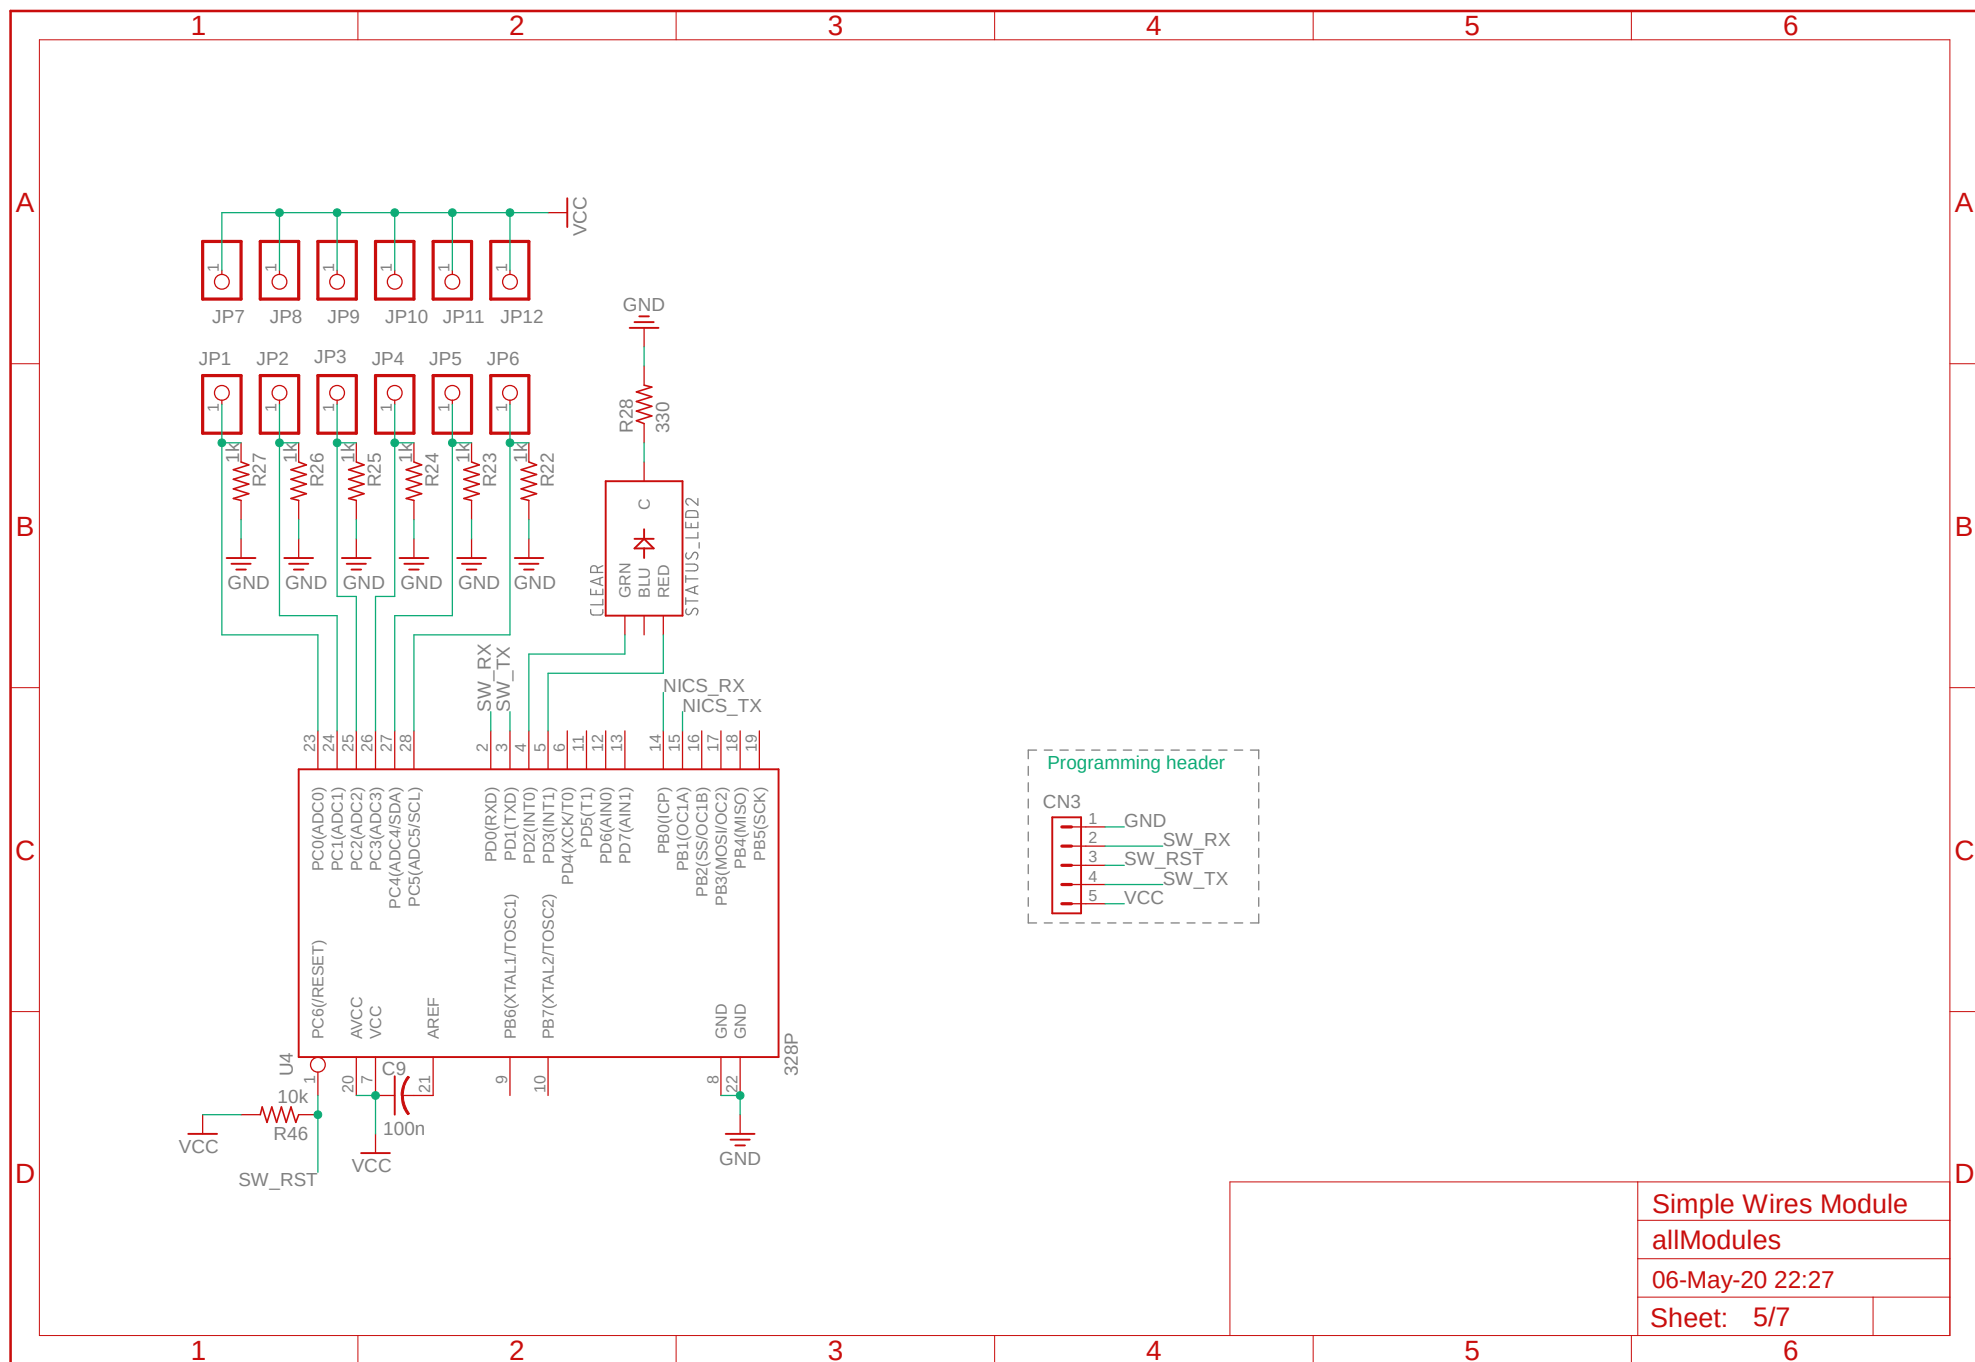 1 2 3 4 5 6
A A
VCC
1 1 1 1 1 1
JP7 JP8 JP9 JP10 JP11 JP12
GND
JP1 JP2 JP3 JP4 JP5 JP6
1 1 1 1 1 1
R28 330
1k 1k 1k 1k 1k 1k
R27 R26 R25 R24 R23 R22
C
B B
GND GND GND GND GND GND
CLEAR GRN BLU RED STATUS_LED2
SW_RX SW_TX
NICS_RX
NICS_TX
23 24 25 26 27 28 2 3 4 5 6 11 12 13 14 15 16 17 18 19
PC0(ADC0)
PC1(ADC1)
PC2(ADC2)
PC3(ADC3)
PC4(ADC4/SDA)
PC5(ADC5/SCL)
PD0(RXD)
PD1(TXD)
PD2(INT0)
PD3(INT1)
PD4(XCK/T0)
PD5(T1)
PD6(AIN0)
PD7(AIN1)
PB0(ICP)
PB1(OC1A)
PB2(SS/OC1B)
PB3(MOSI/OC2)
PB4(MISO)
PB5(SCK)
Programming header
CN3
1 GND
2 SW_RX
3 SW_RST
4 SW_TX
5 VCC
C C
PC6(/RESET)
AVCC
VCC
AREF
PB6(XTAL1/TOSC1)
PB7(XTAL2/TOSC2)
GND
GND
U4
328P
1 20 7 C9 21 9 10 8 22
10k
R46
100n
VCC
VCC
GND
SW_RST
D D
Simple Wires Module
allModules
06-May-20 22:27
Sheet: 5/7
1 2 3 4 5 6